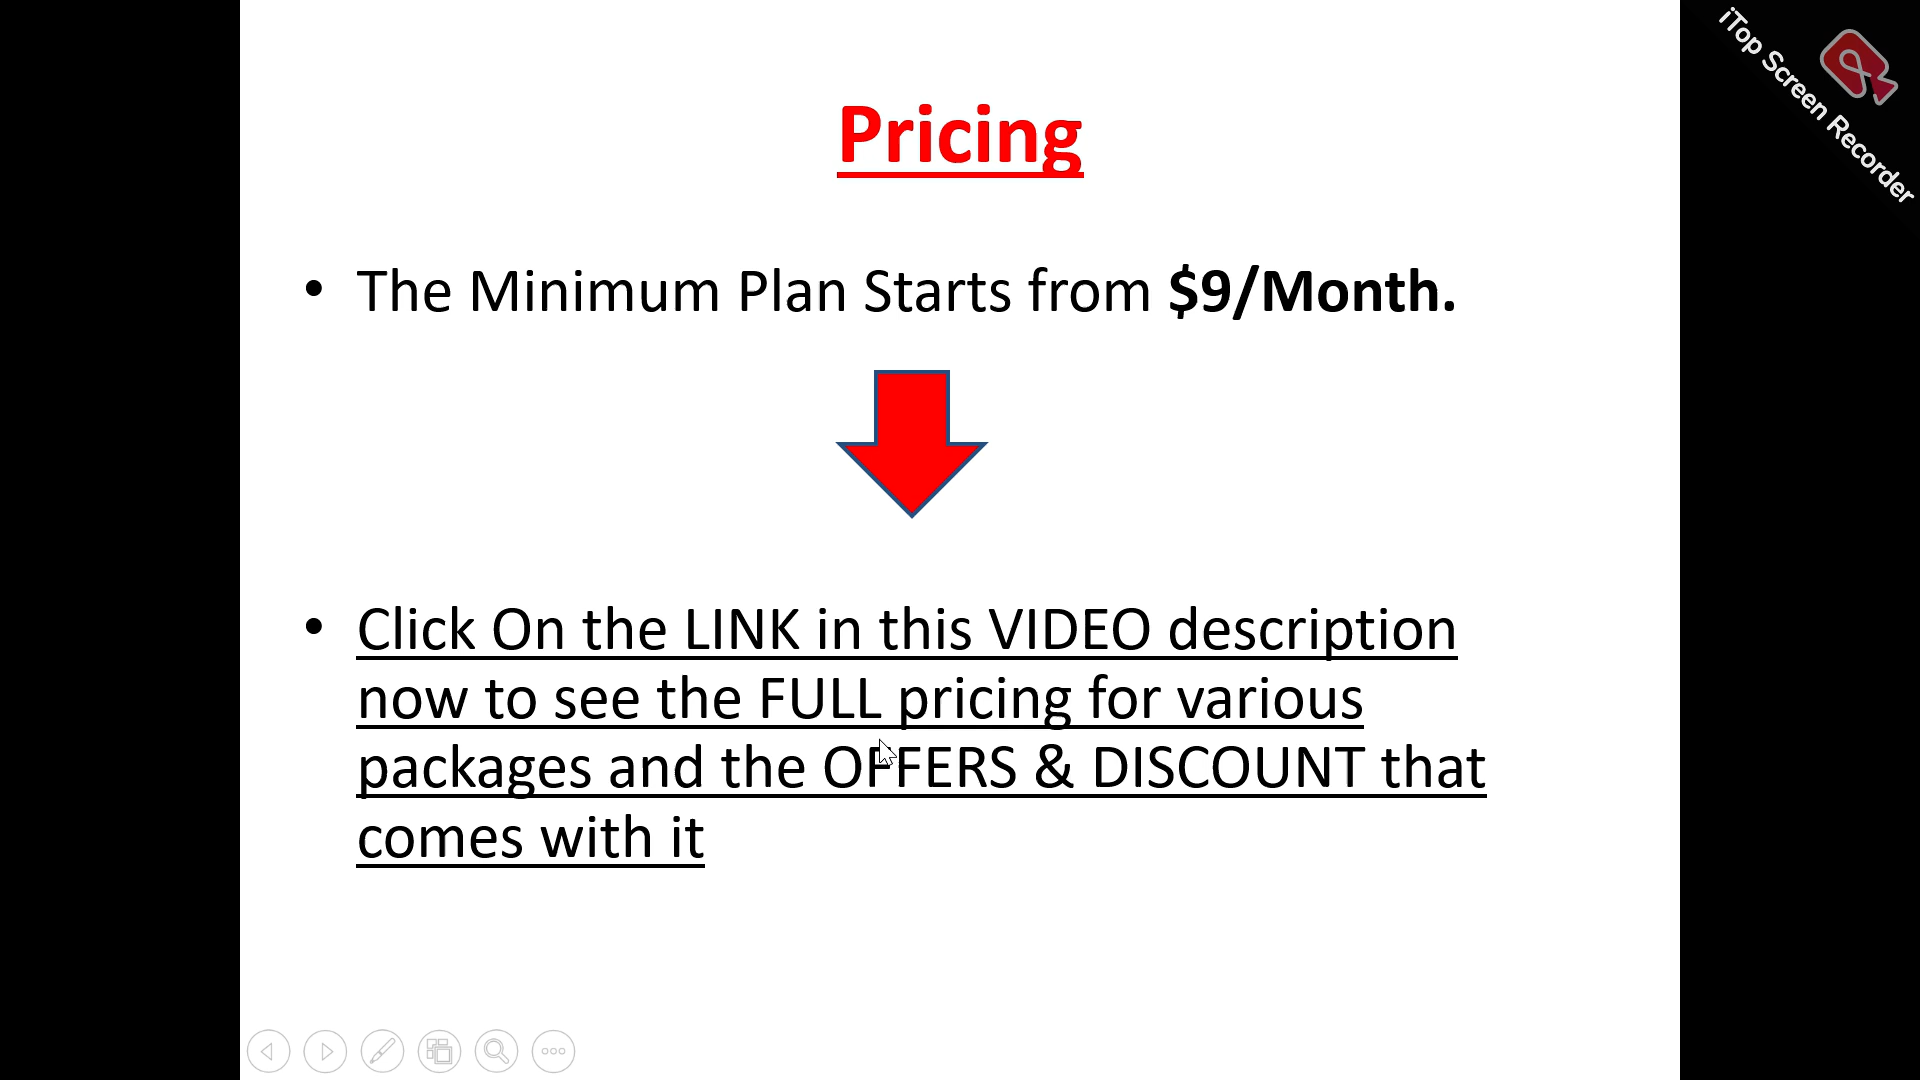 Pricing
• The Minimum Plan Starts from $9/Month.
• Click On the LINK in this VIDEO description
now to see the FULL pricing for various
packages and the OFFERS & DISCOUNT that
comes with it
iTop Screen Recorder